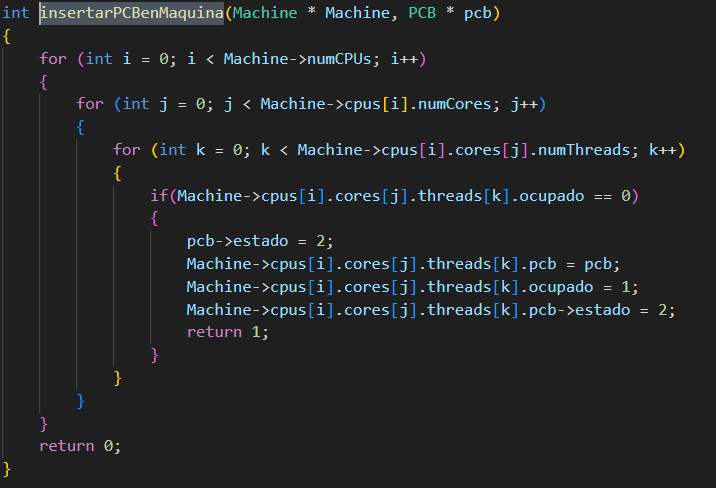 int insertarPCBenMaquina(Machine * Machine, PCB * pcb)
{
    for (int i = 0; i < Machine->numCPUs; i++)
    {
        for (int j = 0; j < Machine->cpus[i].numCores; j++)
        {
            for (int k = 0; k < Machine->cpus[i].cores[j].numThreads; k++)
            {
                if(Machine->cpus[i].cores[j].threads[k].ocupado == 0)
                {
                    pcb->estado = 2;
                    Machine->cpus[i].cores[j].threads[k].pcb = pcb;
                    Machine->cpus[i].cores[j].threads[k].ocupado = 1;
                    Machine->cpus[i].cores[j].threads[k].pcb->estado = 2;
                    return 1;
                }
            }
        }
    }
    return 0;
}